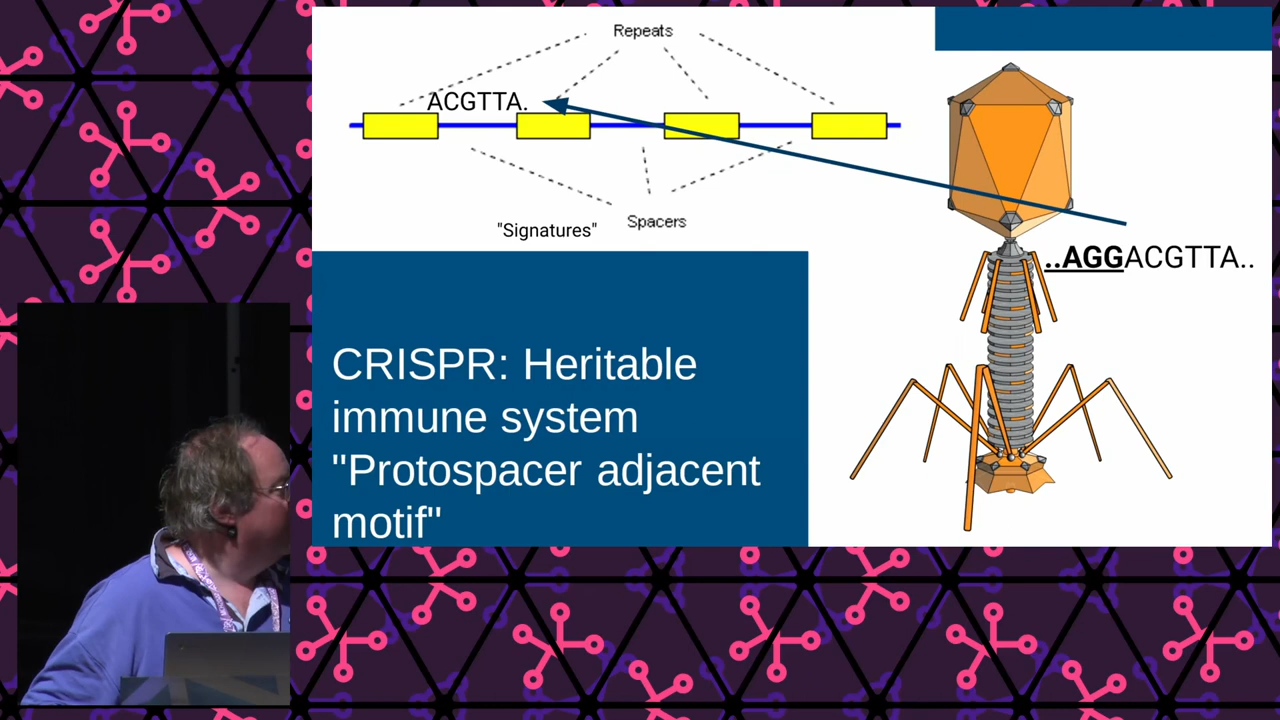 Repeats
ACGTTA.
Spacers
"Signatures"
..AGGACGTTA..
CRISPR: Heritable
immune system
"Protospacer adjacent
motif"